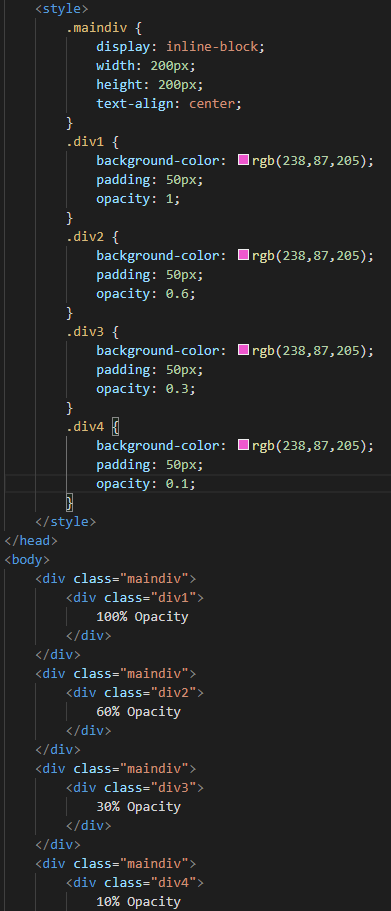 <style>
.maindiv {
display: inline-block;
width: 200px;
height: 200px;
text-align: center;
}
.div1 {
background-color: rgb(238,87,205);
padding: 50px;
opacity: 1;
}
.div2 {
background-color: rgb(238,87,205);
padding: 50px;
opacity: 0.6;
}
.div3 {
background-color: rgb(238,87,205);
padding: 50px;
opacity: 0.3;
}
.div4 {
background-color: rgb(238,87,205);
padding: 50px;
opacity: 0.1;
}
</style>
</head>
<body>
<div class="maindiv">
<div class="div1">
100% Opacity
</div>
</div>
<div class="maindiv">
<div class="div2">
60% Opacity
</div>
</div>
<div class="maindiv">
<div class="div3">
30% Opacity
</div>
</div>
<div class="maindiv">
<div class="div4">
10% Opacity